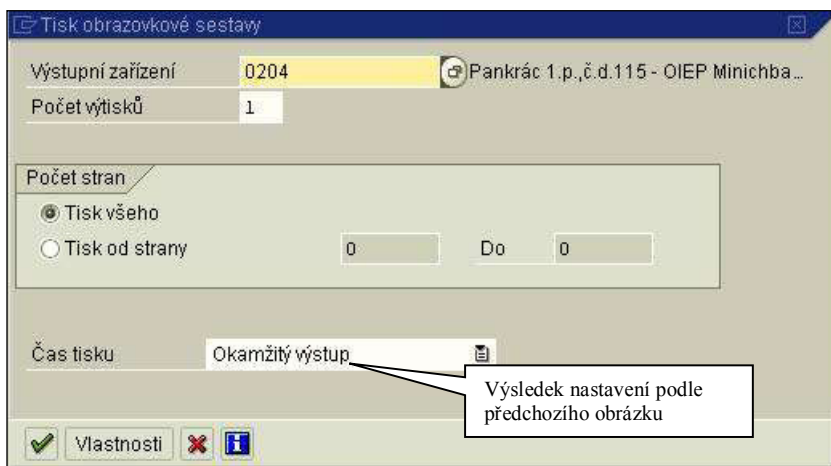 Tisk obrazovkové sestavy
Výstupní zařízení 0204 Pankrác 1.p.,č.d.115 - OIEP Minichba...
Počet výtisků 1
Počet stran
Tisk všeho
Tisk od strany 0 Do 0
Čas tisku Okamžitý výstup
Výsledek nastavení podle
předchozího obrázku
Vlastnosti